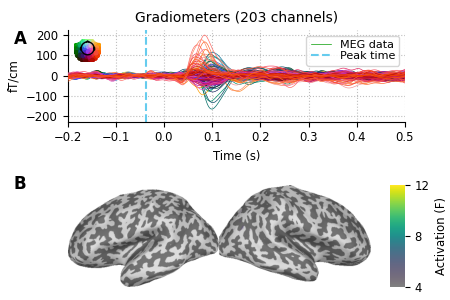 Gradiometers (203 channels)
A
200
100
0
−100
−200
fT/cm
MEG data
Peak time
−0.2 −0.1 0.0 0.1 0.2 0.3 0.4 0.5
Time (s)
B
12
8
4
Activation (F)